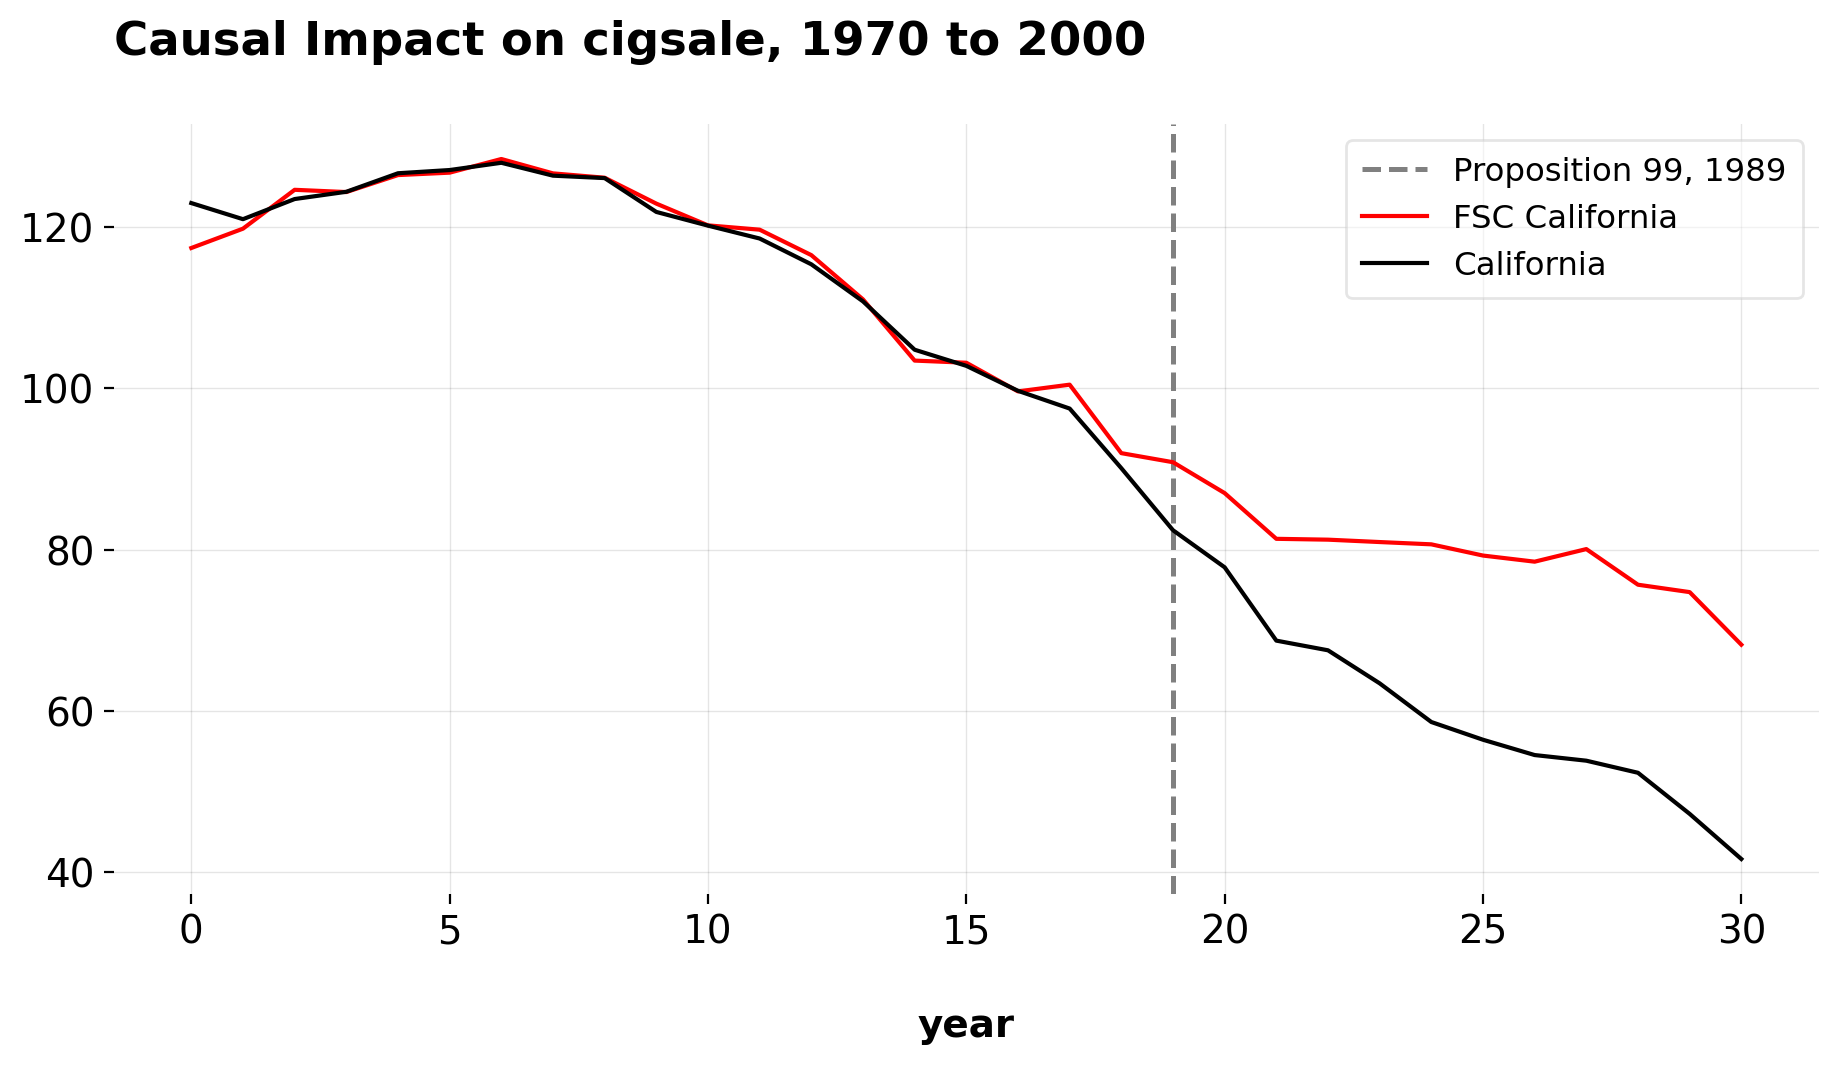 Causal Impact on cigsale, 1970 to 2000
Proposition 99, 1989
FSC California
California
120
100
80
60
40
0 5 10 15 20 25 30
year